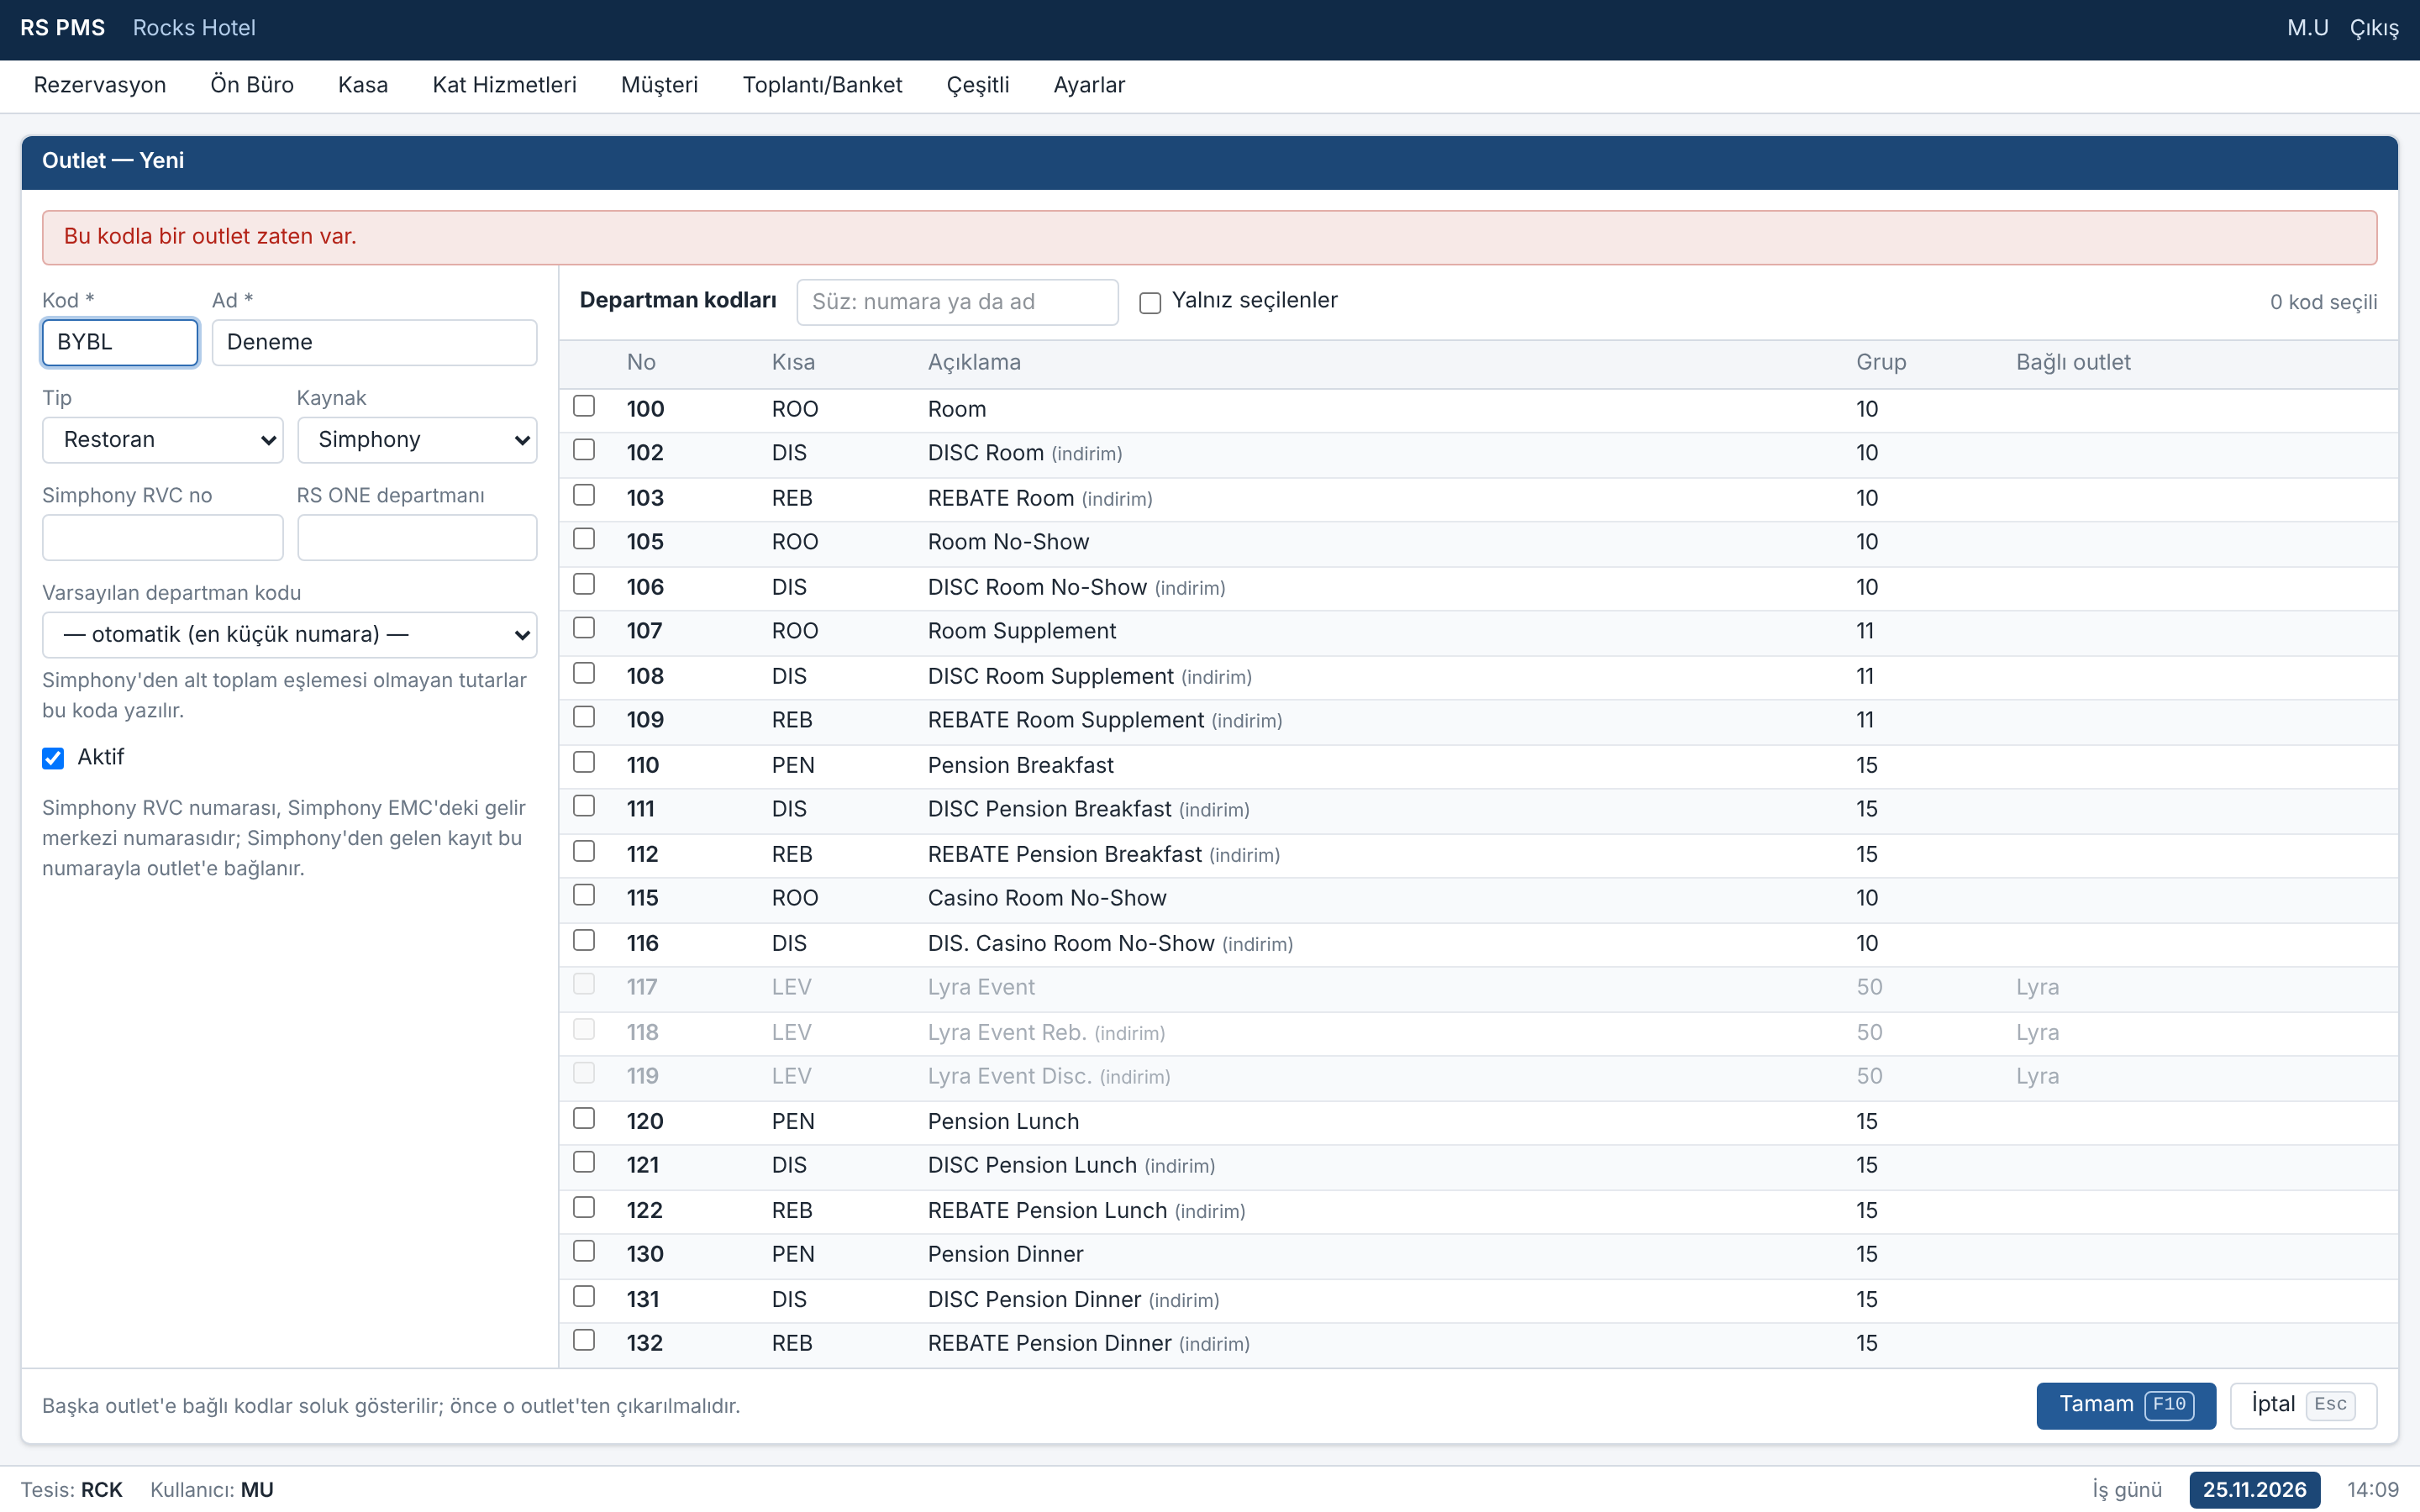 RS PMS Rocks Hotel M.U Çıkış
Rezervasyon Ön Büro Kasa Kat Hizmetleri Müşteri Toplantı/Banket Çeşitli Ayarlar
Outlet — Yeni
Bu kodla bir outlet zaten var.
Kod * Ad *
BYBL Deneme
Tip Kaynak
Restoran Simphony
Simphony RVC no RS ONE departmanı
Varsayılan departman kodu
— otomatik (en küçük numara) —
Simphony'den alt toplam eşlemesi olmayan tutarlar
bu koda yazılır.
Aktif
Simphony RVC numarası, Simphony EMC'deki gelir
merkezi numarasıdır; Simphony'den gelen kayıt bu
numarayla outlet'e bağlanır.
Departman kodları Süz: numara ya da ad Yalnız seçilenler 0 kod seçili
No Kısa Açıklama Grup Bağlı outlet
100 ROO Room 10
102 DIS DISC Room (indirim) 10
103 REB REBATE Room (indirim) 10
105 ROO Room No-Show 10
106 DIS DISC Room No-Show (indirim) 10
107 ROO Room Supplement 11
108 DIS DISC Room Supplement (indirim) 11
109 REB REBATE Room Supplement (indirim) 11
110 PEN Pension Breakfast 15
111 DIS DISC Pension Breakfast (indirim) 15
112 REB REBATE Pension Breakfast (indirim) 15
115 ROO Casino Room No-Show 10
116 DIS DIS. Casino Room No-Show (indirim) 10
117 LEV Lyra Event 50 Lyra
118 LEV Lyra Event Reb. (indirim) 50 Lyra
119 LEV Lyra Event Disc. (indirim) 50 Lyra
120 PEN Pension Lunch 15
121 DIS DISC Pension Lunch (indirim) 15
122 REB REBATE Pension Lunch (indirim) 15
130 PEN Pension Dinner 15
131 DIS DISC Pension Dinner (indirim) 15
132 REB REBATE Pension Dinner (indirim) 15
Başka outlet'e bağlı kodlar soluk gösterilir; önce o outlet'ten çıkarılmalıdır. Tamam F10 İptal Esc
Tesis: RCK Kullanıcı: MU İş günü 25.11.2026 14:09